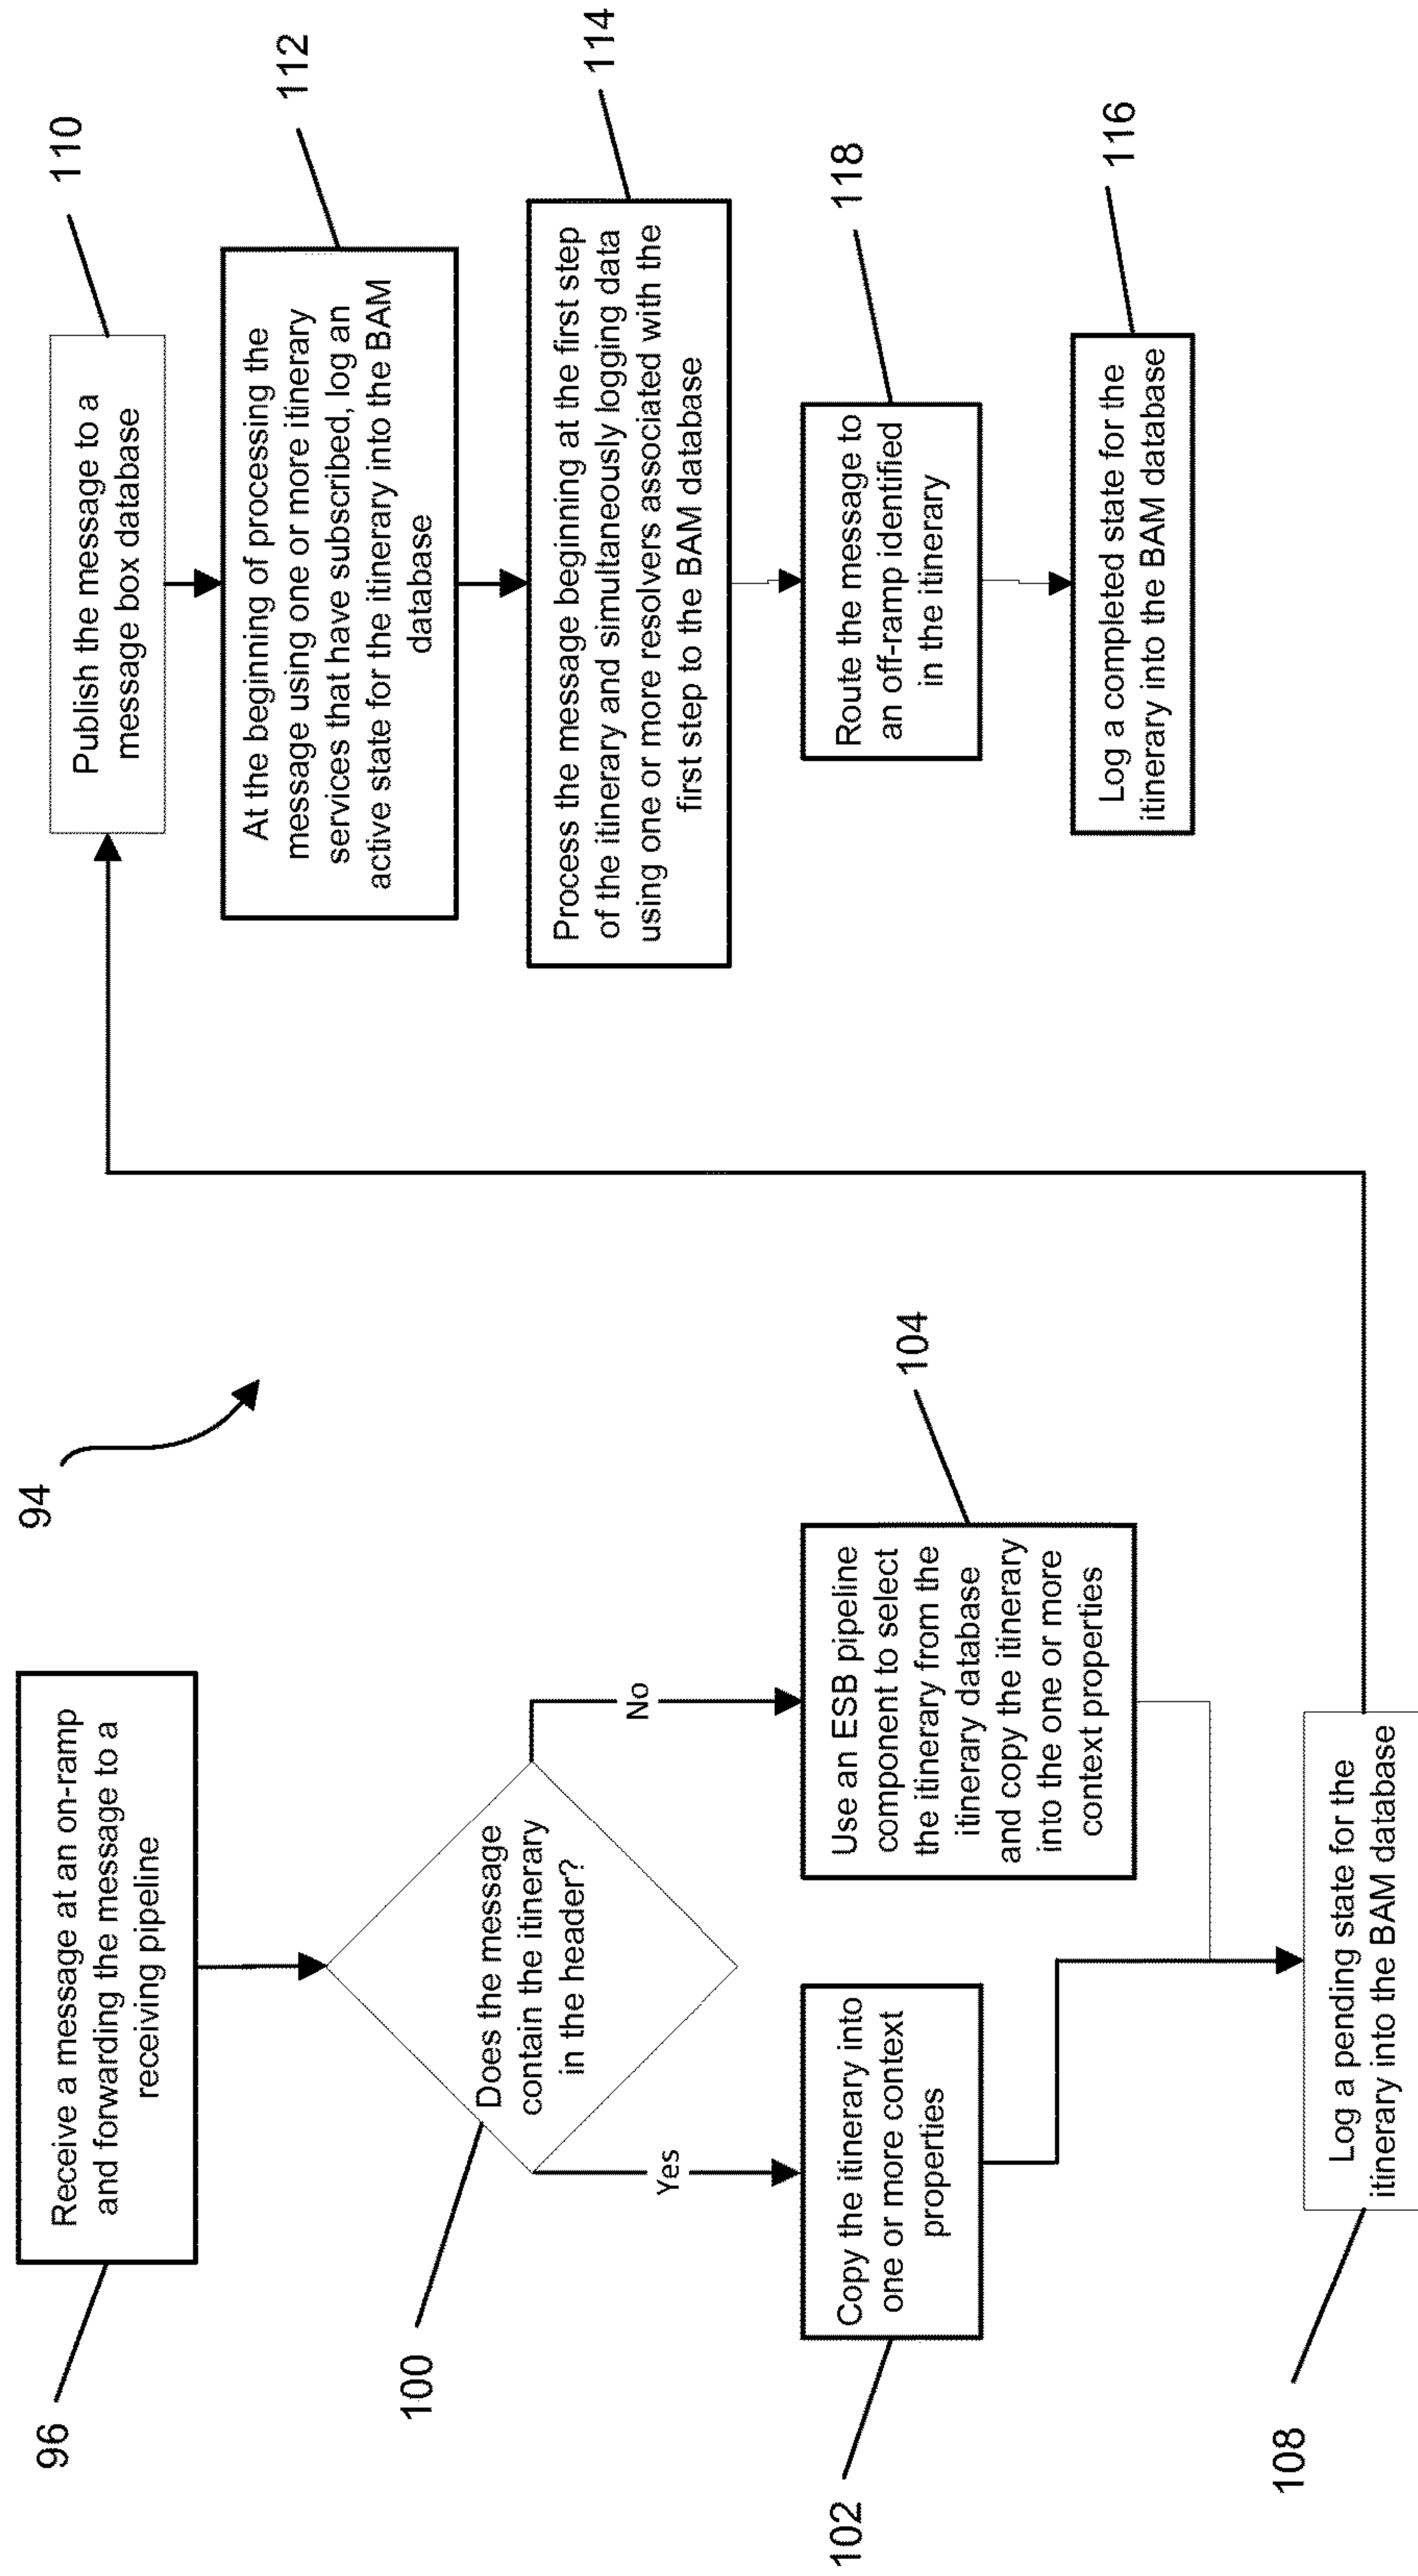 94
96
Receive a message at an on-ramp
and forwarding the message to a
receiving pipeline
100
Does the message
contain the itinerary
in the header?
Yes
No
102
Copy the itinerary into
one or more context
properties
104
Use an ESB pipeline
component to select
the itinerary from the
itinerary database
and copy the itinerary
into the one or more
context properties
108
Log a pending state for the
itinerary into the BAM database
110
Publish the message to a
message box database
112
At the beginning of processing the
message using one or more itinerary
services that have subscribed, log an
active state for the itinerary into the BAM
database
114
Process the message beginning at the first step
of the itinerary and simultaneously logging data
using one or more resolvers associated with the
first step to the BAM database
118
Route the message to
an off-ramp identified
in the itinerary
116
Log a completed state for the
itinerary into the BAM database